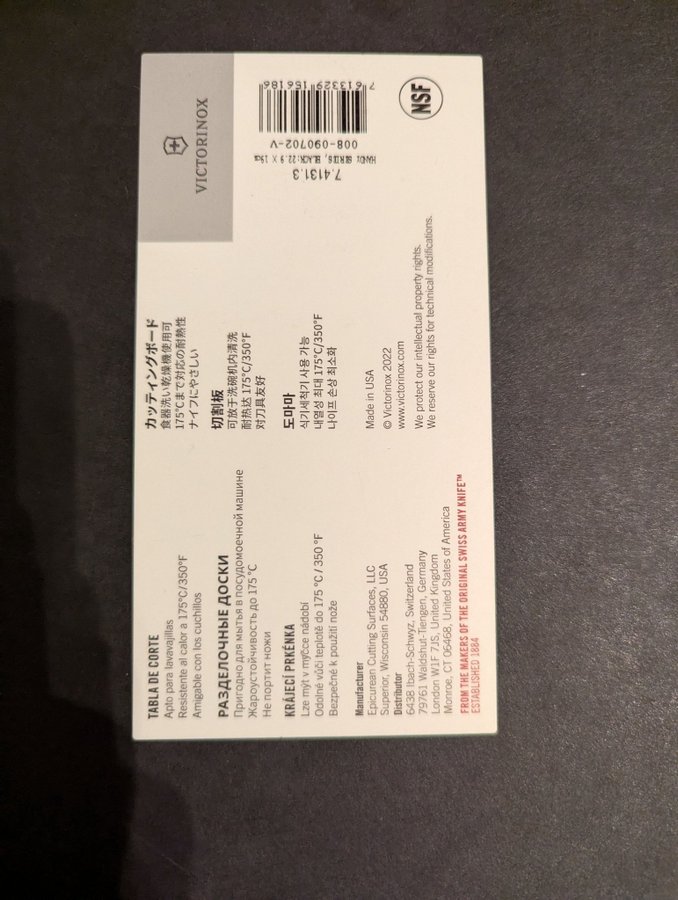 TABLA DE CORTE
Apto para lavavajillas
Resistente al calor a 175°C/350°F
Amigable con los cuchillos
РАЗДЕЛОЧНЫЕ ДОСКИ
Пригодно для мытья в посудомоечной машине
Жароустойчивость до 175 °C
Не портит ножи
KRÁJECÍ PRKÉNKA
Lze mýt v myčce nádobí
Odolné vůči teplotě do 175 °C / 350 °F
Bezpečné k použití nože
Manufacturer
Epicurean Cutting Surfaces, LLC
Superior, Wisconsin 54880, USA
Distributor
6438 Ibach-Schwyz, Switzerland
79761 Waldshut-Tiengen, Germany
London W1F 7JS, United Kingdom
Monroe, CT 06468, United States of America
FROM THE MAKERS OF THE ORIGINAL SWISS ARMY KNIFE™
ESTABLISHED 1884
カッティングボード
食器洗い乾燥機使用可
175°Cまで対応の耐熱性
ナイフにやさしい
切割板
可放于洗碗机内清洗
耐热达 175°C/350°F
对刀具友好
도마마
식기세척기 사용 가능
내열성 최대 175°C/350°F
나이프 손상 최소화
Made in USA
© Victorinox 2022
www.victorinox.com
We protect our intellectual property rights.
We reserve our rights for technical modifications.
VICTORINOX
7.4131.3
HANDY SERIES, BLACK:22.9 X 19cm
008-090702-V
7 613329 156186
NSF